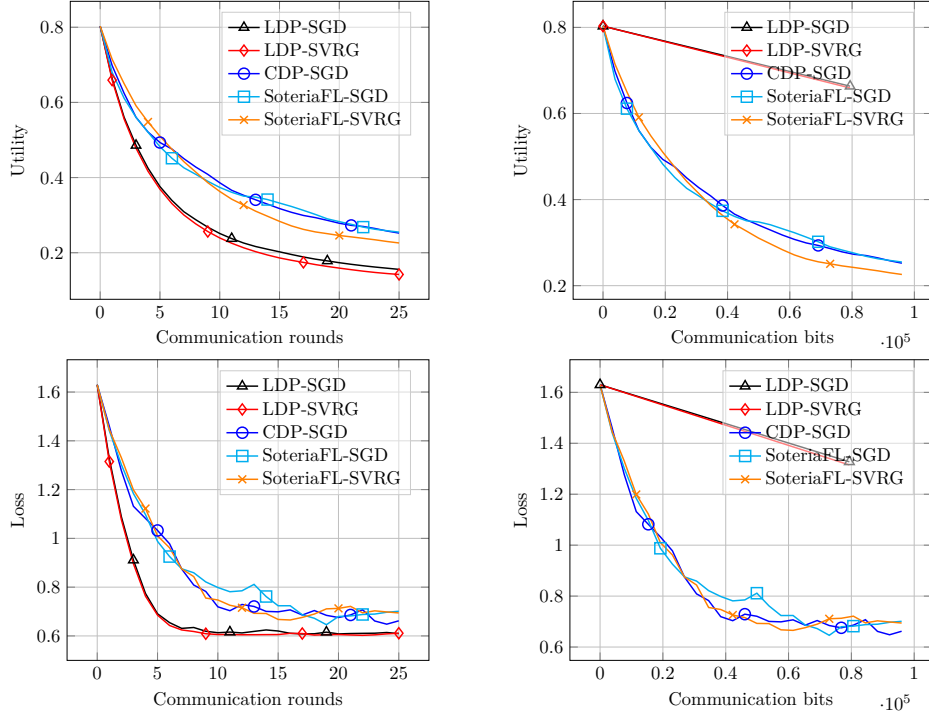 LDP-SGD
LDP-SVRG
CDP-SGD
SoteriaFL-SGD
SoteriaFL-SVRG
0.8
0.6
0.4
0.2
Utility
0
5
10
15
20
25
Communication rounds
LDP-SGD
LDP-SVRG
CDP-SGD
SoteriaFL-SGD
SoteriaFL-SVRG
0.8
0.6
0.4
0.2
Utility
0
0.2
0.4
0.6
0.8
1
Communication bits
·10^5
LDP-SGD
LDP-SVRG
CDP-SGD
SoteriaFL-SGD
SoteriaFL-SVRG
1.6
1.4
1.2
1
0.8
0.6
Loss
0
5
10
15
20
25
Communication rounds
LDP-SGD
LDP-SVRG
CDP-SGD
SoteriaFL-SGD
SoteriaFL-SVRG
1.6
1.4
1.2
1
0.8
0.6
Loss
0
0.2
0.4
0.6
0.8
1
Communication bits
·10^5